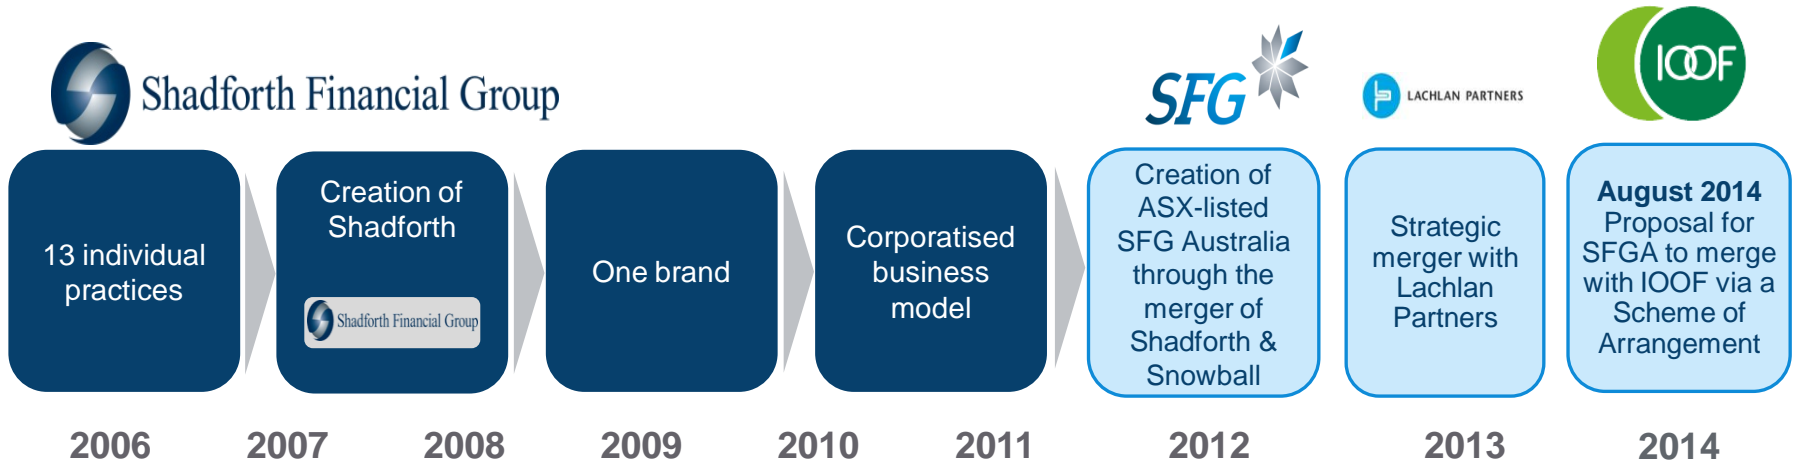 Shadforth Financial Group
SFG
LACHLAN PARTNERS
IOOF
13 individual
practices
Creation of
Shadforth
Shadforth Financial Group
One brand
Corporatised
business
model
Creation of
ASX-listed
SFG Australia
through the
merger of
Shadforth &
Snowball
Strategic
merger with
Lachlan
Partners
August 2014
Proposal for
SFGA to merge
with IOOF via a
Scheme of
Arrangement
2006 2007 2008 2009 2010 2011 2012 2013 2014